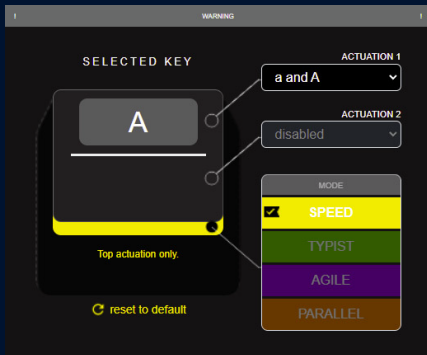 ! WARNING !
SELECTED KEY
A
Top actuation only.
reset to default
ACTUATION 1
a and A
ACTUATION 2
disabled
MODE
SPEED
TYPIST
AGILE
PARALLEL